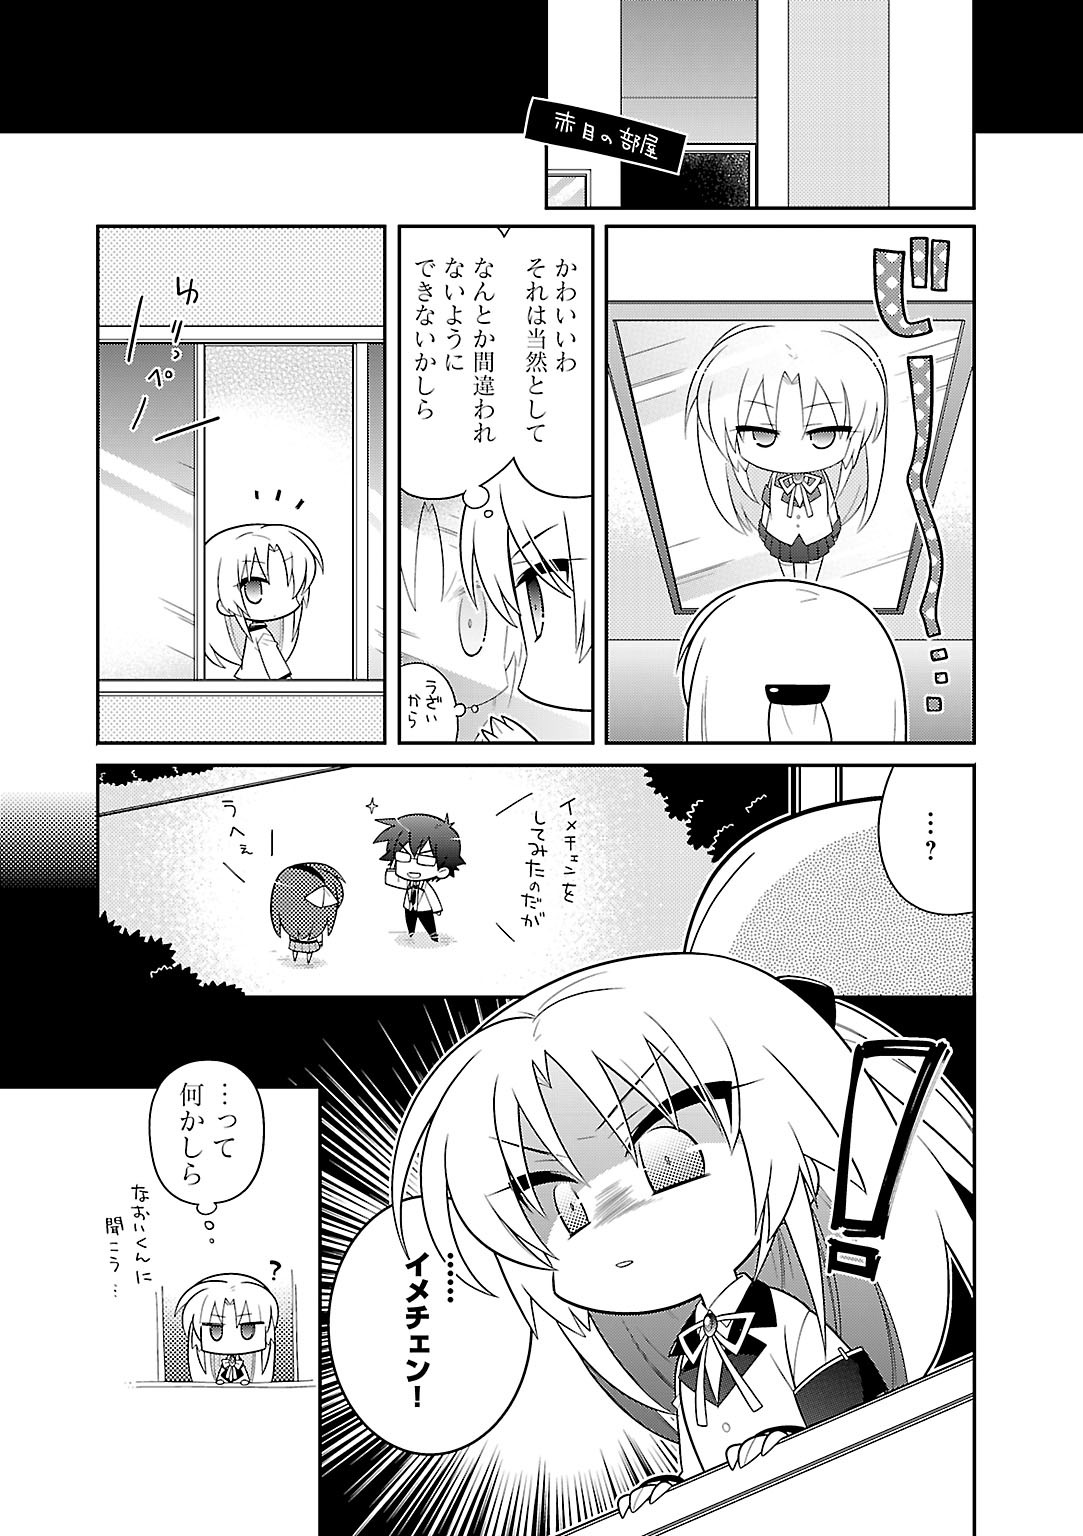 赤目の部屋
じーっ…
かわいいわ
それは当然として
なんとか間違われ
ないように
できないかしら
うざい
から
ゆりっぺ
…?
イメチェンを
してみたのだが
うへぇ
!
……
イメチェン！
…って
何かしら
?
なおいくんに
聞こう…